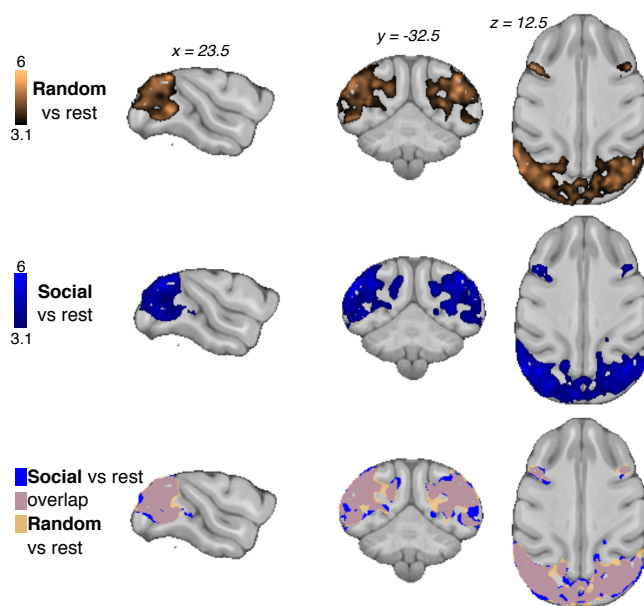 x = 23.5
y = -32.5
z = 12.5
6
Random
vs rest
3.1
6
Social
vs rest
3.1
Social vs rest
overlap
Random
vs rest